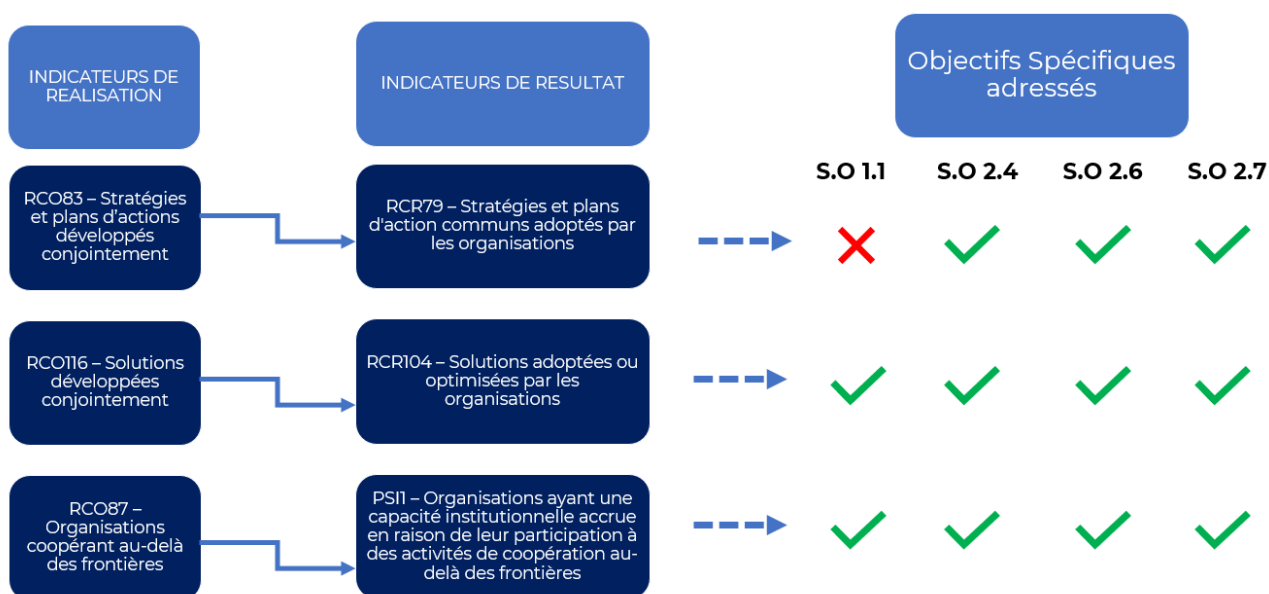 INDICATEURS DE
REALISATION
INDICATEURS DE RESULTAT
Objectifs Spécifiques
adressés
S.O 1.1
S.O 2.4
S.O 2.6
S.O 2.7
RCO83 – Stratégies
et plans d'actions
développés
conjointement
RCR79 – Stratégies et plans
d'action communs adoptés par
les organisations
RCO116 – Solutions
développées
conjointement
RCR104 – Solutions adoptées ou
optimisées par les
organisations
RCO87 –
Organisations
coopérant au-delà
des frontières
PSI1 – Organisations ayant une
capacité institutionnelle accrue
en raison de leur participation à
des activités de coopération au-
delà des frontières